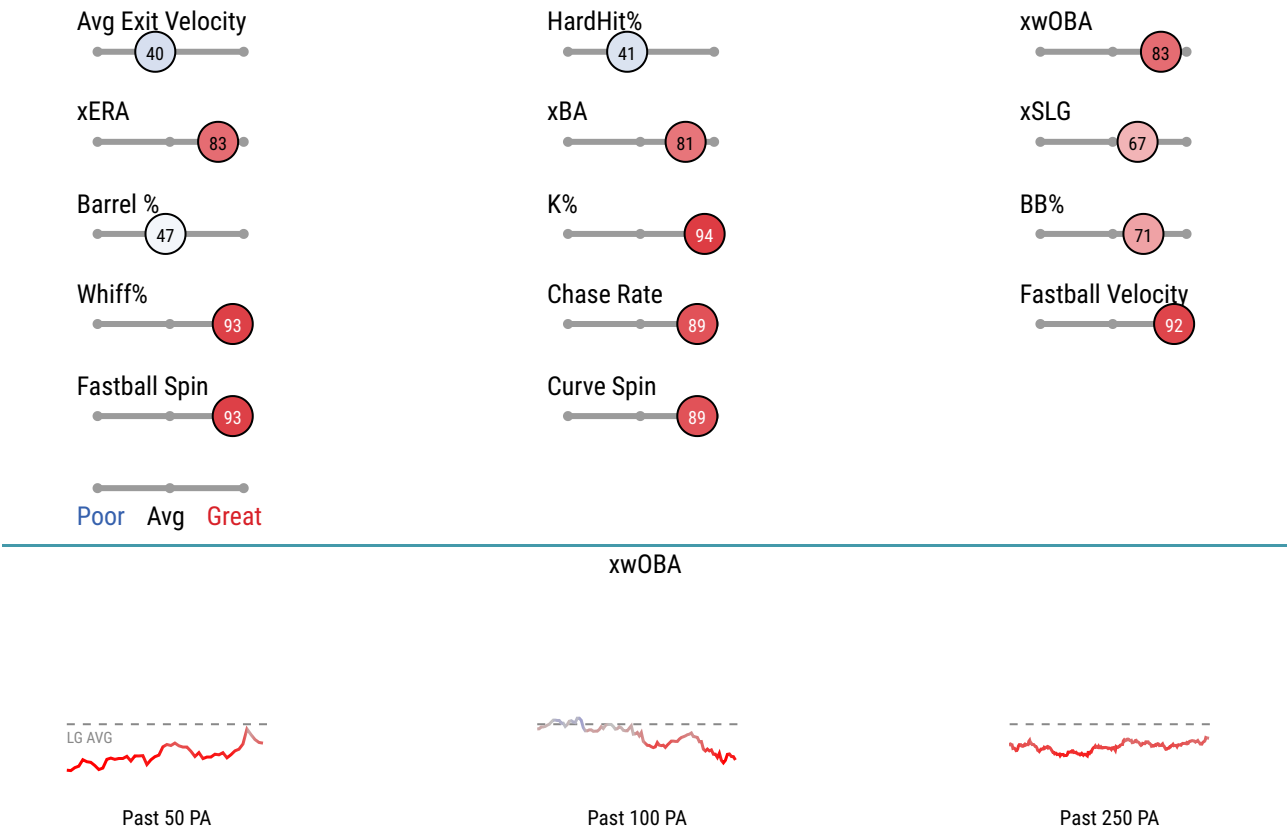 Avg Exit Velocity
40
HardHit%
41
xwOBA
83
xERA
83
xBA
81
xSLG
67
Barrel %
47
K%
94
BB%
71
Whiff%
93
Chase Rate
89
Fastball Velocity
92
Fastball Spin
93
Curve Spin
89
Poor Avg Great
xwOBA
LG AVG
Past 50 PA
Past 100 PA
Past 250 PA